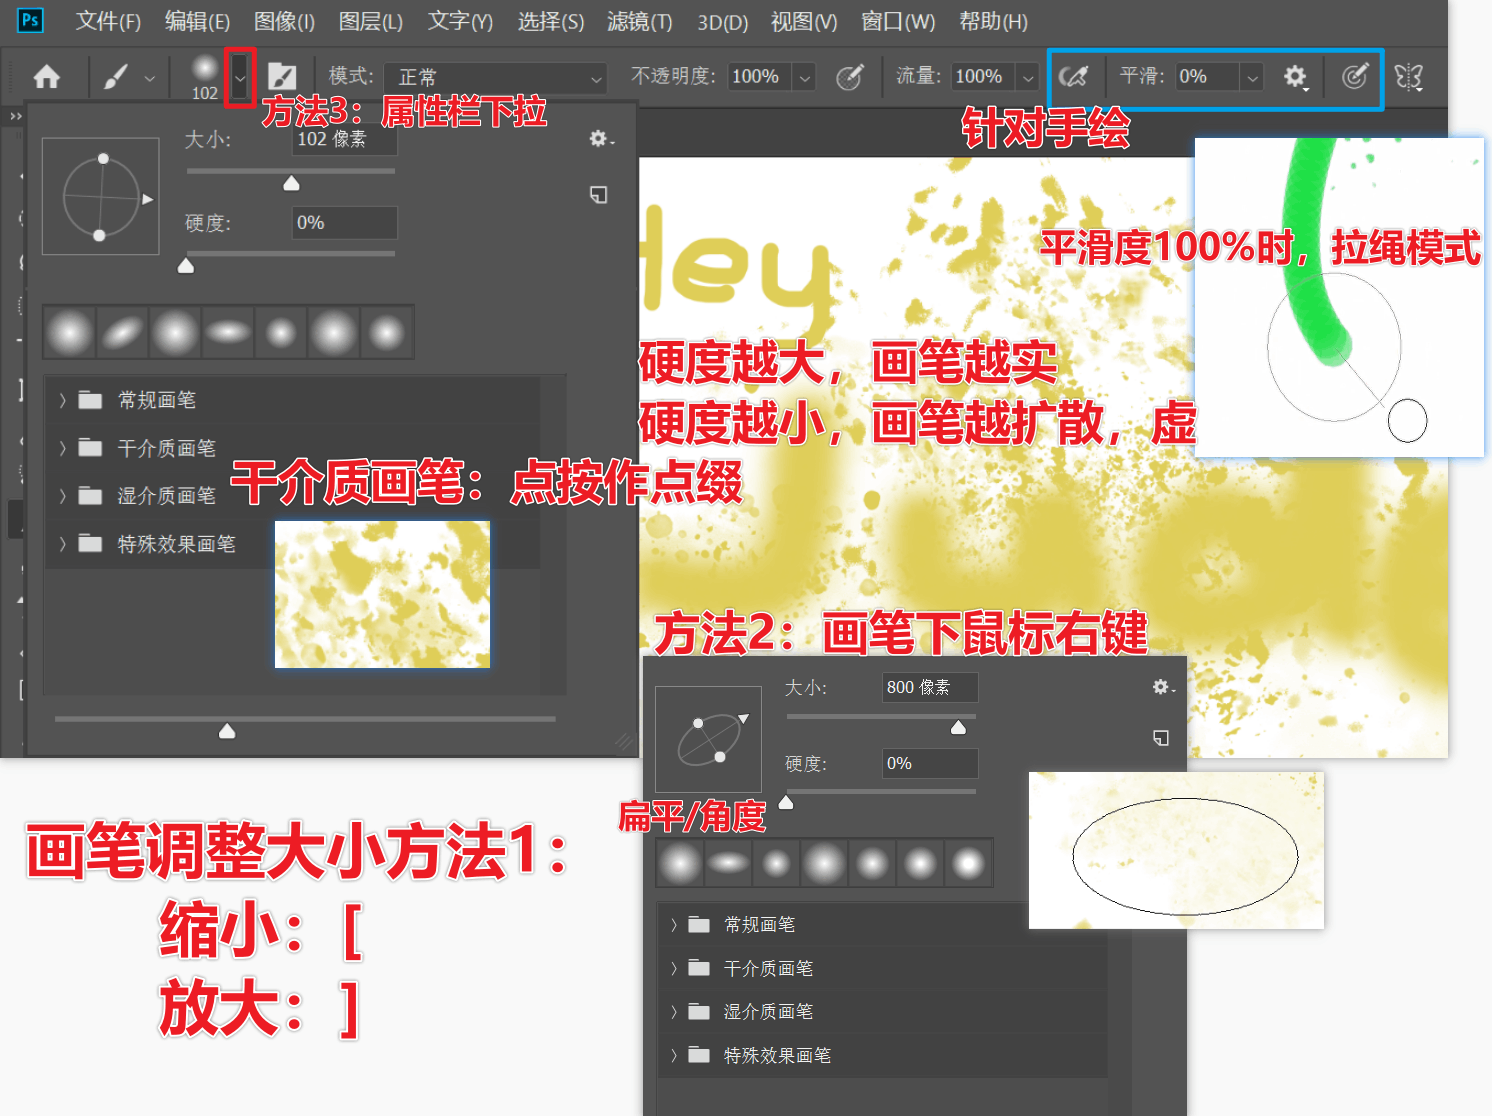 Ps 文件(F) 编辑(E) 图像(I) 图层(L) 文字(Y) 选择(S) 滤镜(T) 3D(D) 视图(V) 窗口(W) 帮助(H)
102 模式: 正常 不透明度: 100% 流量: 100% 平滑: 0%
方法3：属性栏下拉
针对手绘
大小: 102 像素
硬度: 0%
平滑度100%时，拉绳模式
Hey
Jude
硬度越大，画笔越实
硬度越小，画笔越扩散，虚
常规画笔
干介质画笔
湿介质画笔
特殊效果画笔
干介质画笔：点按作点缀
方法2：画笔下鼠标右键
大小: 800 像素
硬度: 0%
扁平/角度
常规画笔
干介质画笔
湿介质画笔
特殊效果画笔
画笔调整大小方法1：
缩小：[
放大：]